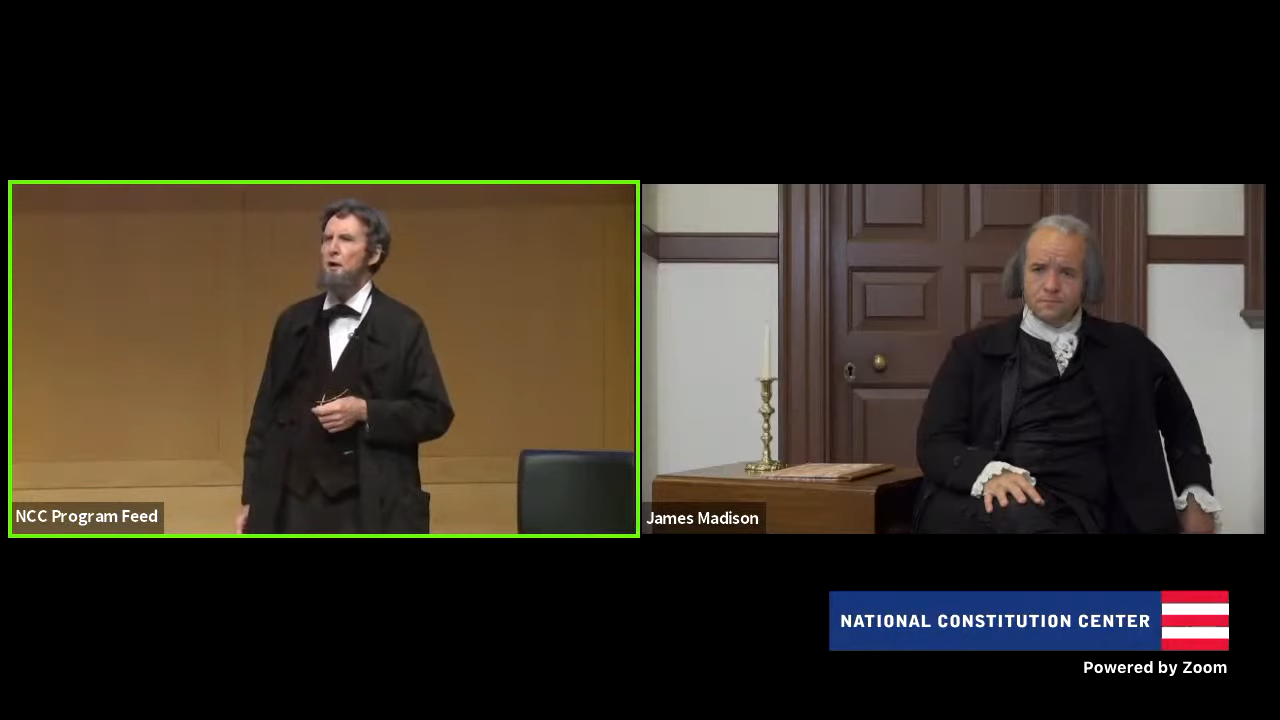 NCC Program Feed
James Madison
NATIONAL CONSTITUTION CENTER
Powered by Zoom